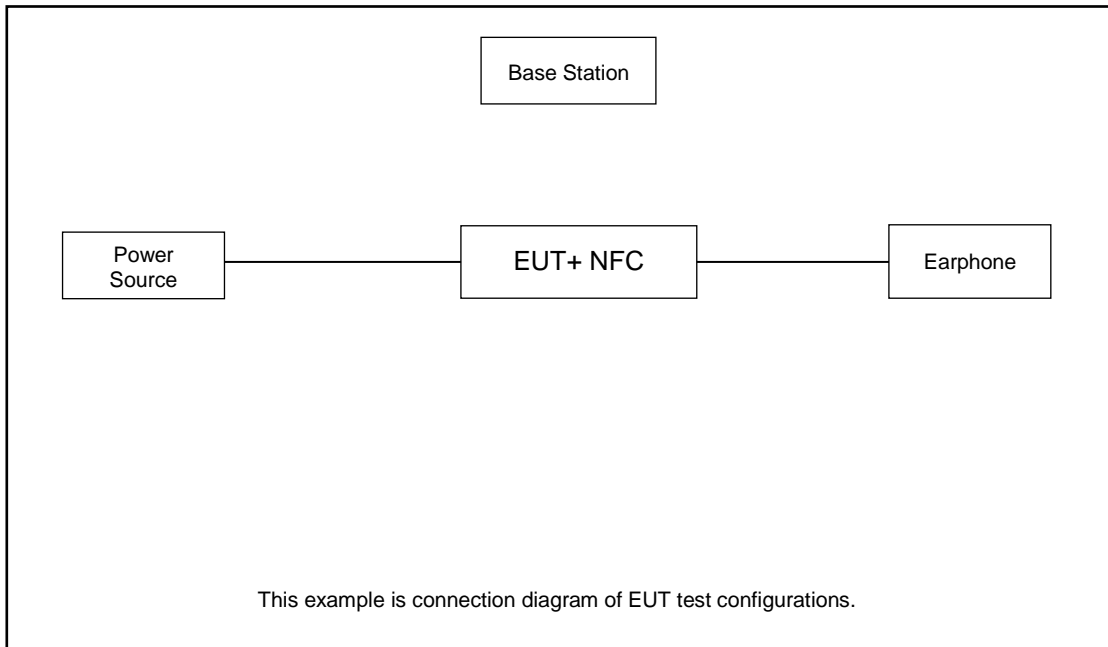 Base Station
Power
Source
EUT+ NFC
Earphone
This example is connection diagram of EUT test configurations.